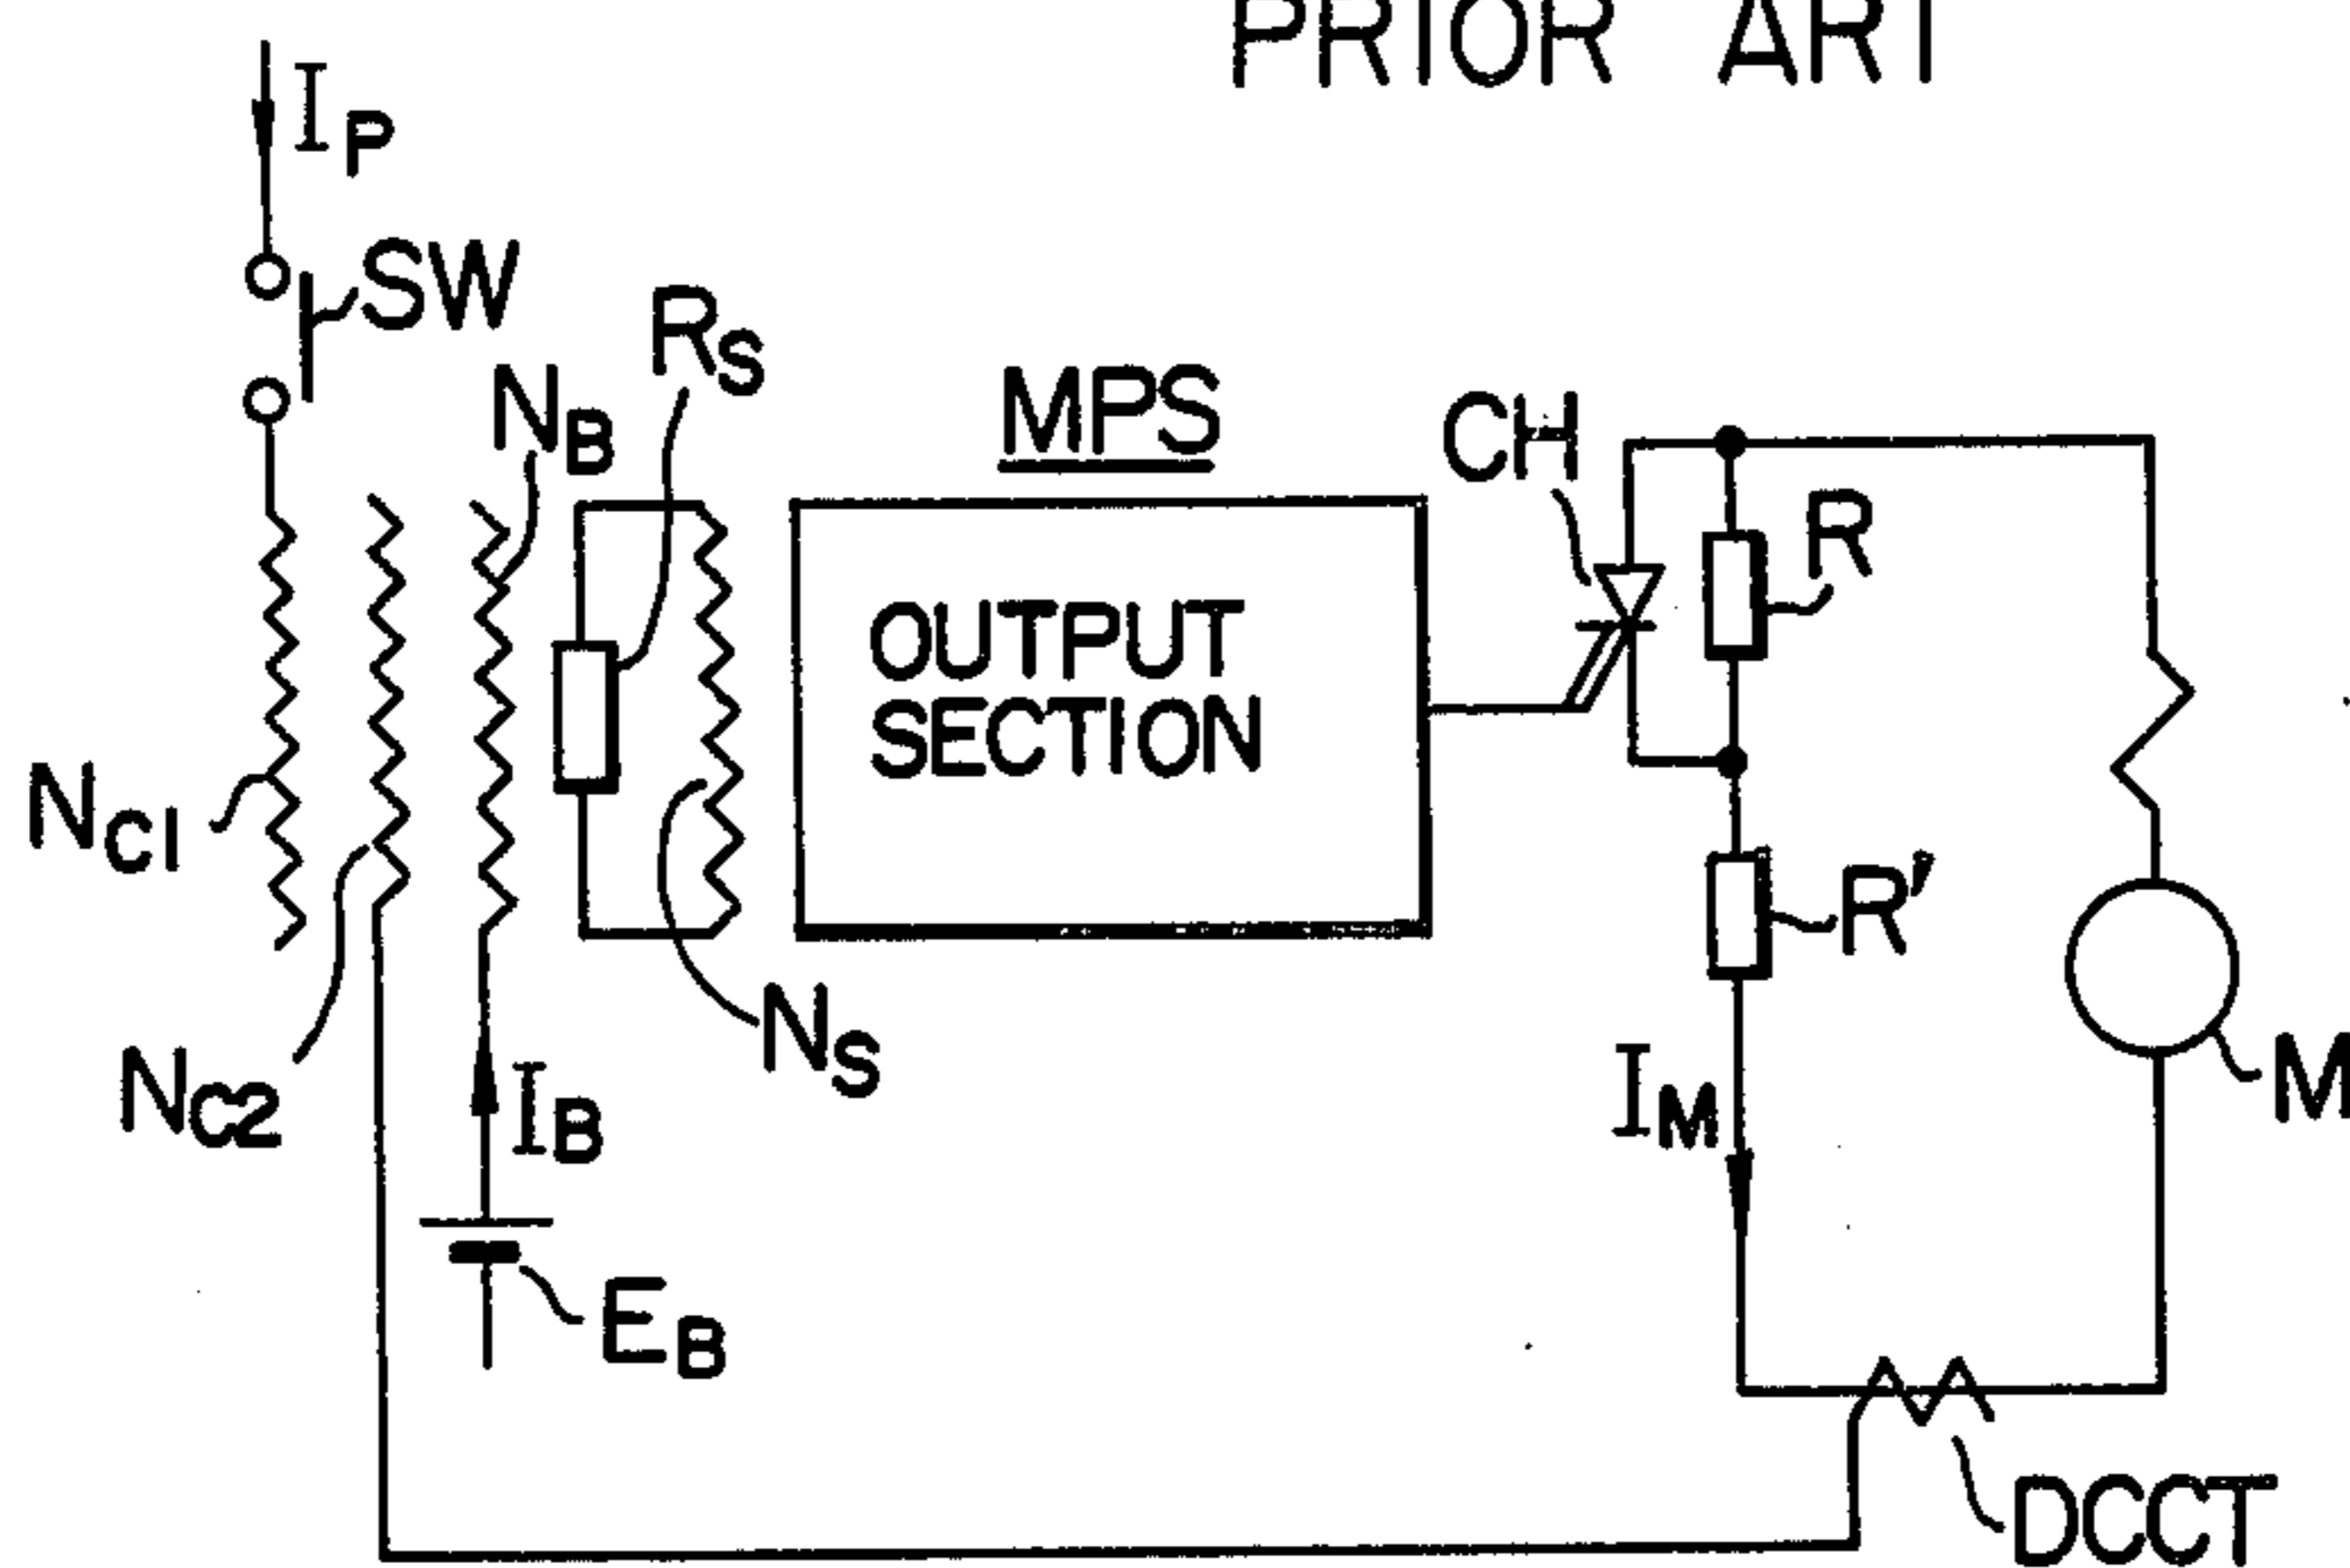 PRIOR ART
IP
SW
NB
RS
MPS
CH
R
OUTPUT
SECTION
NC1
R'
NS
NC2
IB
IM
M
EB
DCCT